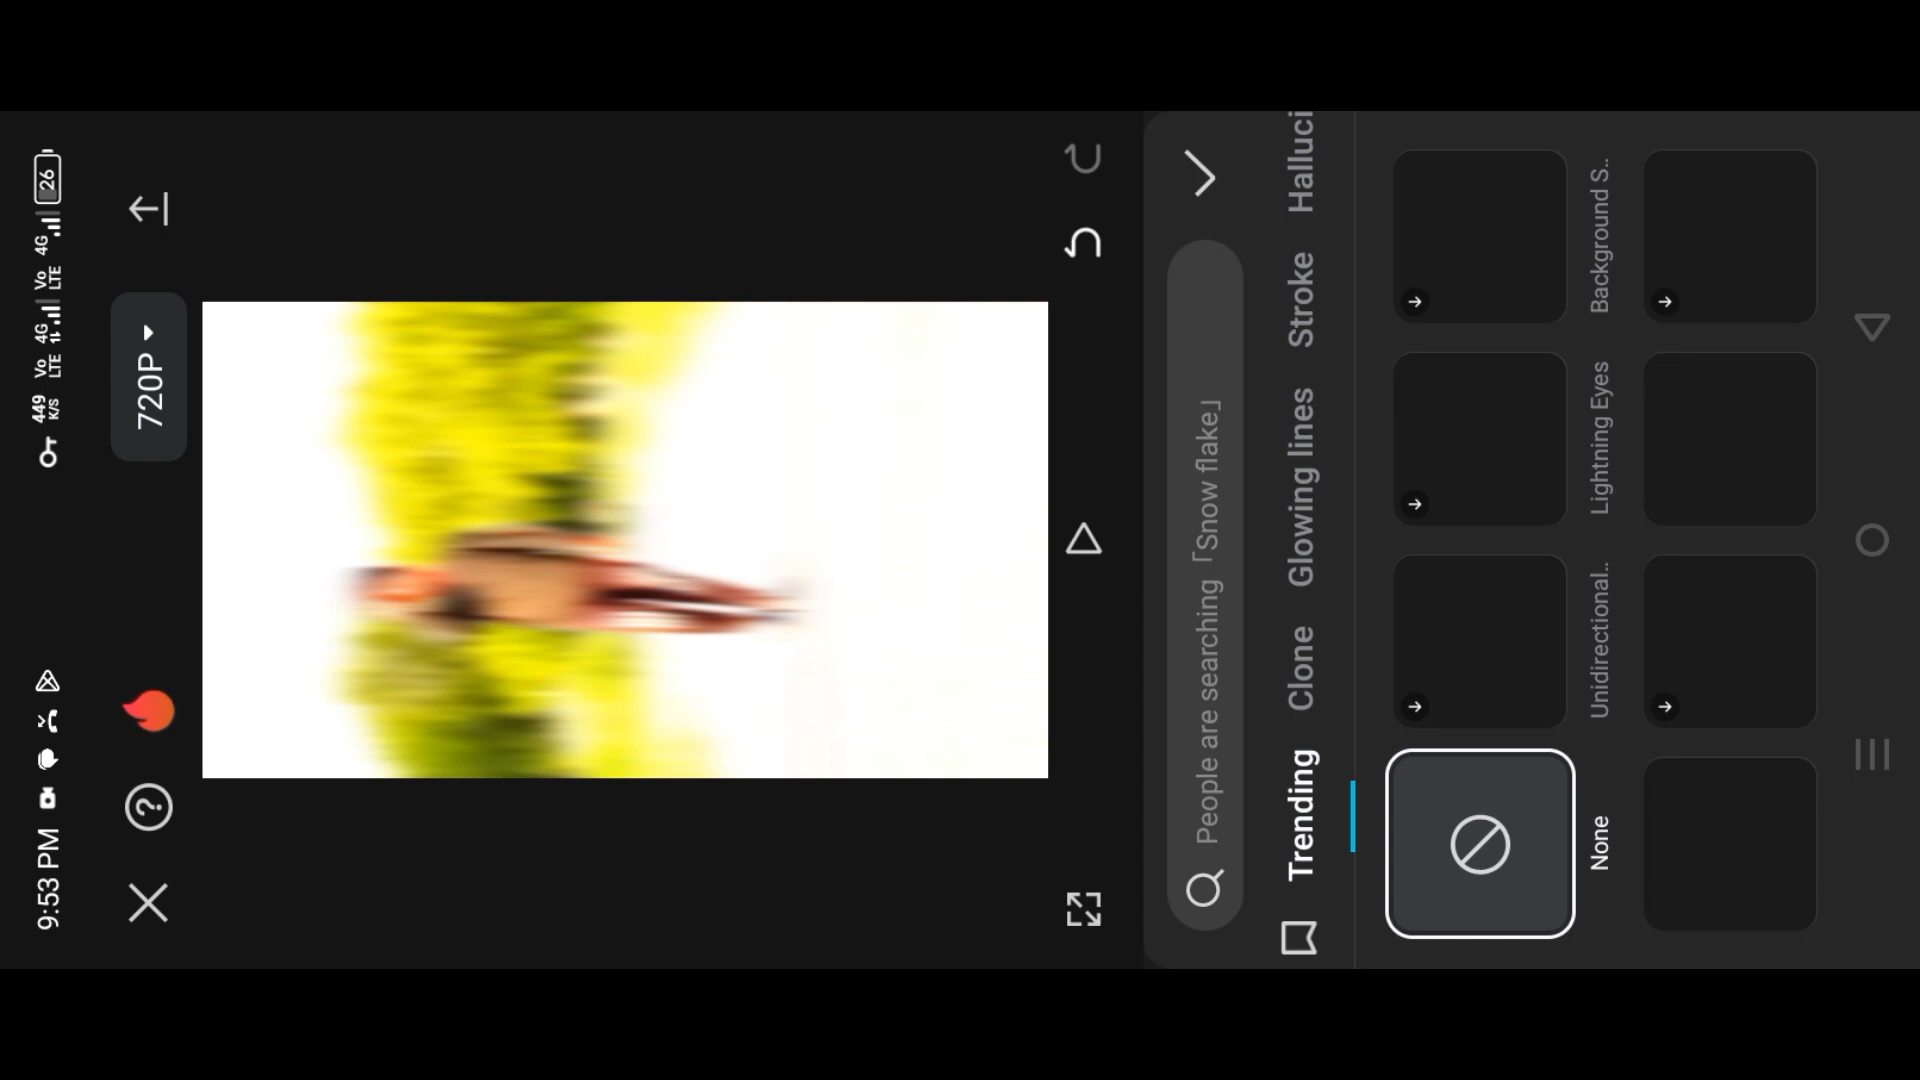 9:53 PM
449 K/S
Vo LTE 4G
Vo LTE 4G
26
720P
People are searching「Snow flake」
Trending Clone Glowing lines Stroke Halluci
None Unidirectional.. Lightning Eyes Background S..